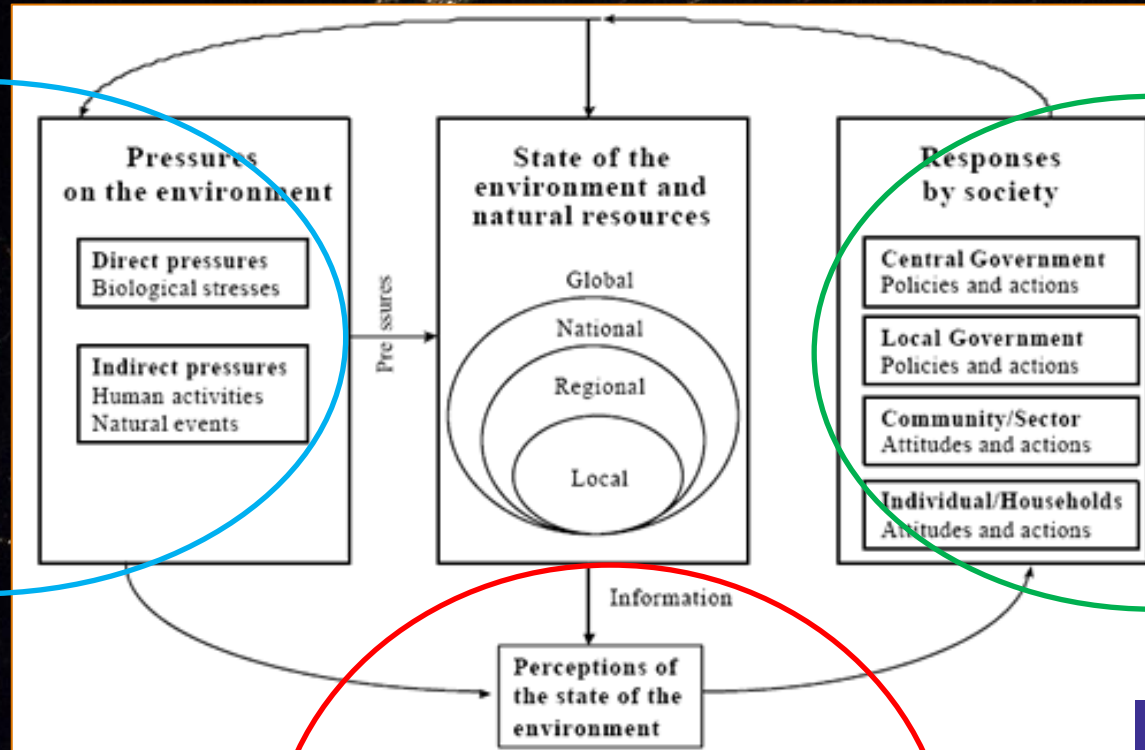 Pressures
on the environment
Direct pressures
Biological stresses
Indirect pressures
Human activities
Natural events
Pressures
State of the
environment and
natural resources
Global
National
Regional
Local
Information
Perceptions of
the state of the
environment
Responses
by society
Central Government
Policies and actions
Local Government
Policies and actions
Community/Sector
Attitudes and actions
Individual/Households
Attitudes and actions